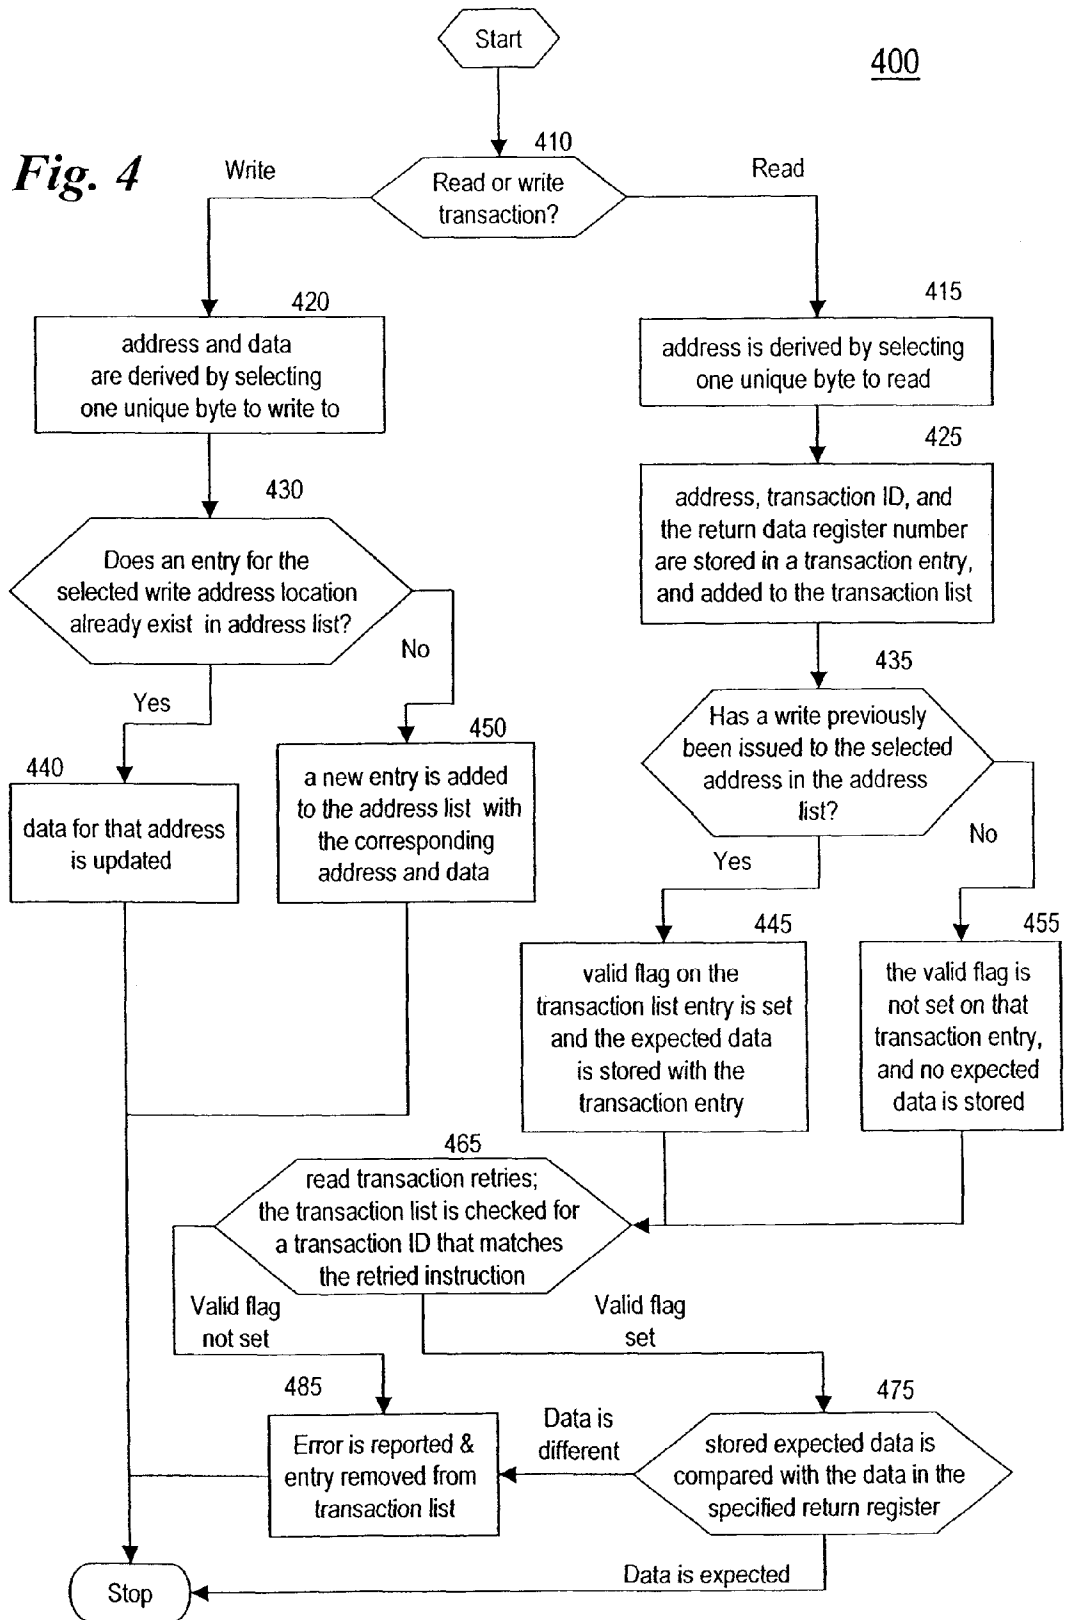 Start
400
Fig. 4
410
Write
Read
Read or write
transaction?
420
address and data
are derived by selecting
one unique byte to write to
415
address is derived by selecting
one unique byte to read
425
address, transaction ID, and
the return data register number
are stored in a transaction entry,
and added to the transaction list
430
Does an entry for the
selected write address location
already exist in address list?
No
Yes
435
Has a write previously
been issued to the selected
address in the address
list?
No
Yes
440
data for that address
is updated
450
a new entry is added
to the address list with
the corresponding
address and data
445
valid flag on the
transaction list entry is set
and the expected data
is stored with the
transaction entry
455
the valid flag is
not set on that
transaction entry,
and no expected
data is stored
465
read transaction retries;
the transaction list is checked for
a transaction ID that matches
the retried instruction
Valid flag
not set
Valid flag
set
485
Error is reported &
entry removed from
transaction list
Data is
different
475
stored expected data is
compared with the data in the
specified return register
Data is expected
Stop